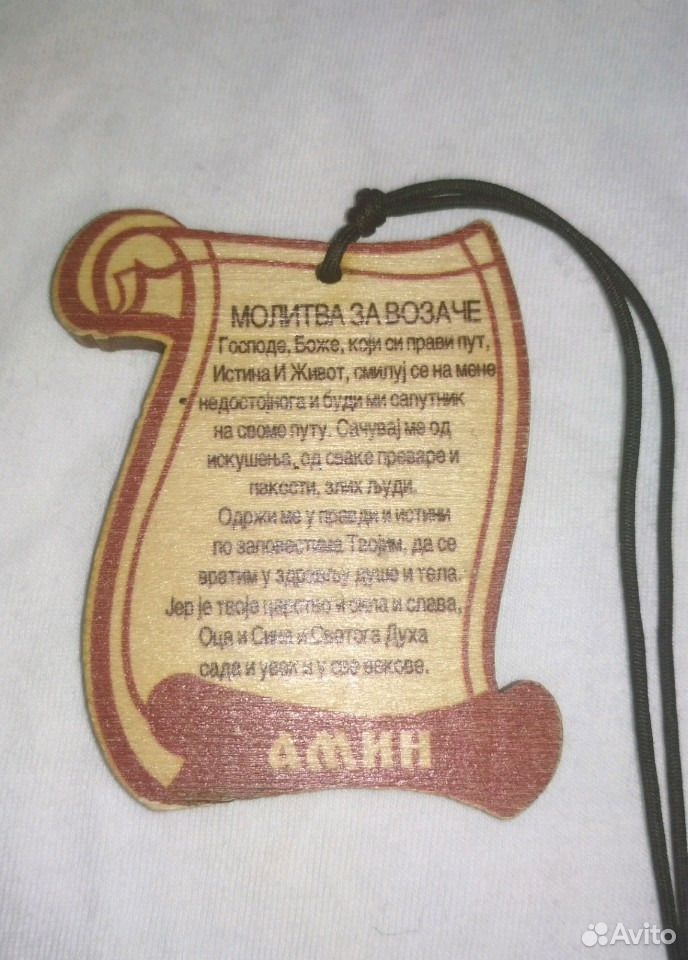 МОЛИТВА ЗА ВОЗАЧЕ
Господе, Боже, који си прави пут,
Истина И Живот, смилуј се на мене
недостојнога и буди ми сапутник
на своме путу. Сачувај ме од
искушења, од сваке преваре и
пакости, злих људи.
Одржи ме у правди и истини
по заповестима Твојим, да се
вратим у здрављу душе и тела.
Јер је твоје царство и сила и слава,
Оца и Сина и Светога Духа
сада и увек и у све векове.
АМИН
Avito